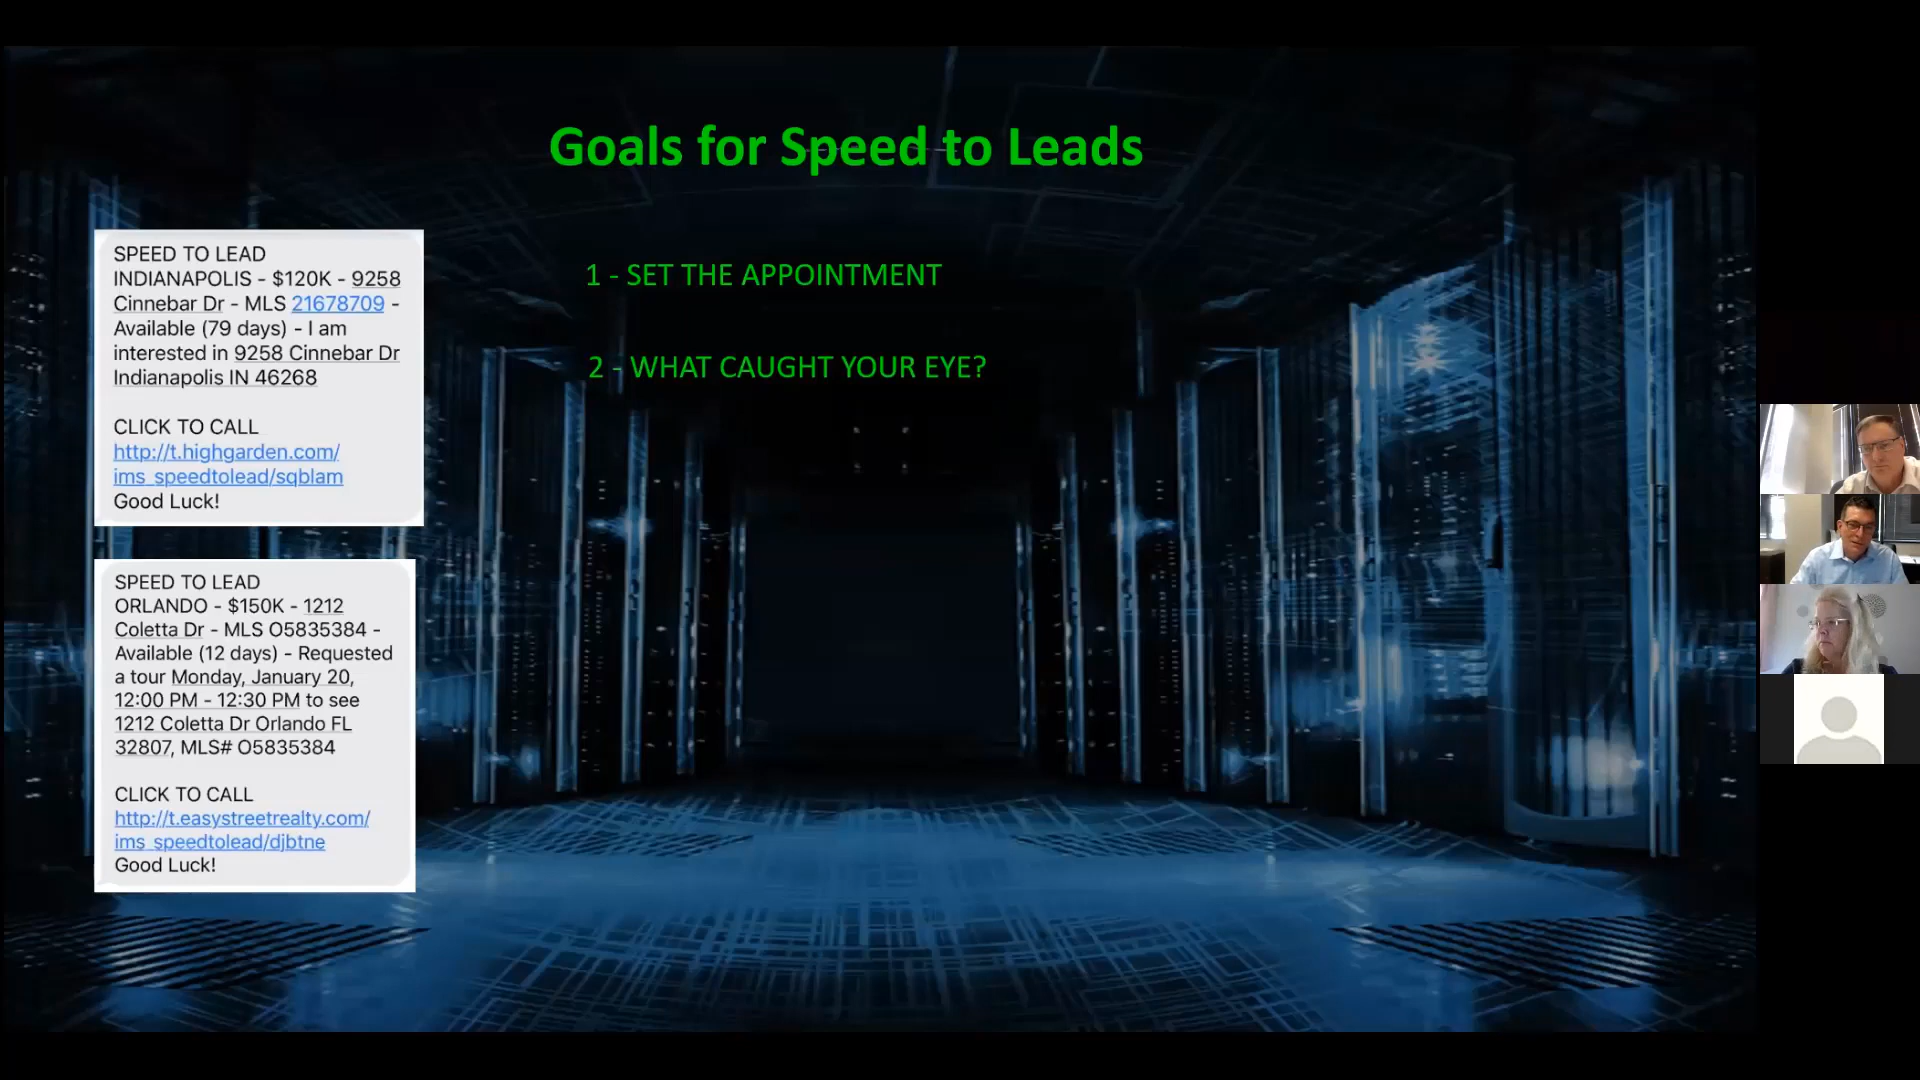 Goals for Speed to Leads
1 - SET THE APPOINTMENT
2 - WHAT CAUGHT YOUR EYE?
SPEED TO LEAD
INDIANAPOLIS - $120K - 9258
Cinnebar Dr - MLS 21678709 -
Available (79 days) - I am
interested in 9258 Cinnebar Dr
Indianapolis IN 46268
CLICK TO CALL
http://t.highgarden.com/
ims_speedtolead/sqblam
Good Luck!
SPEED TO LEAD
ORLANDO - $150K - 1212
Coletta Dr - MLS O5835384 -
Available (12 days) - Requested
a tour Monday, January 20,
12:00 PM - 12:30 PM to see
1212 Coletta Dr Orlando FL
32807, MLS# O5835384
CLICK TO CALL
http://t.easystreetrealty.com/
ims_speedtolead/djbtne
Good Luck!